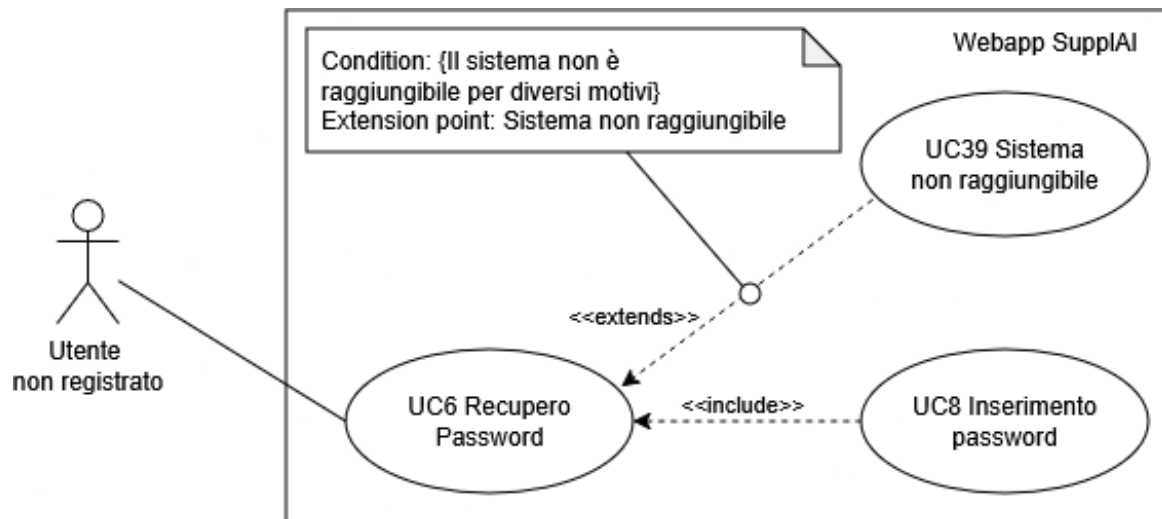 Condition: {Il sistema non è
raggiungibile per diversi motivi}
Extension point: Sistema non raggiungibile
Webapp SupplAI
UC39 Sistema
non raggiungibile
<<extends>>
Utente
non registrato
UC6 Recupero
Password
<<include>>
UC8 Inserimento
password